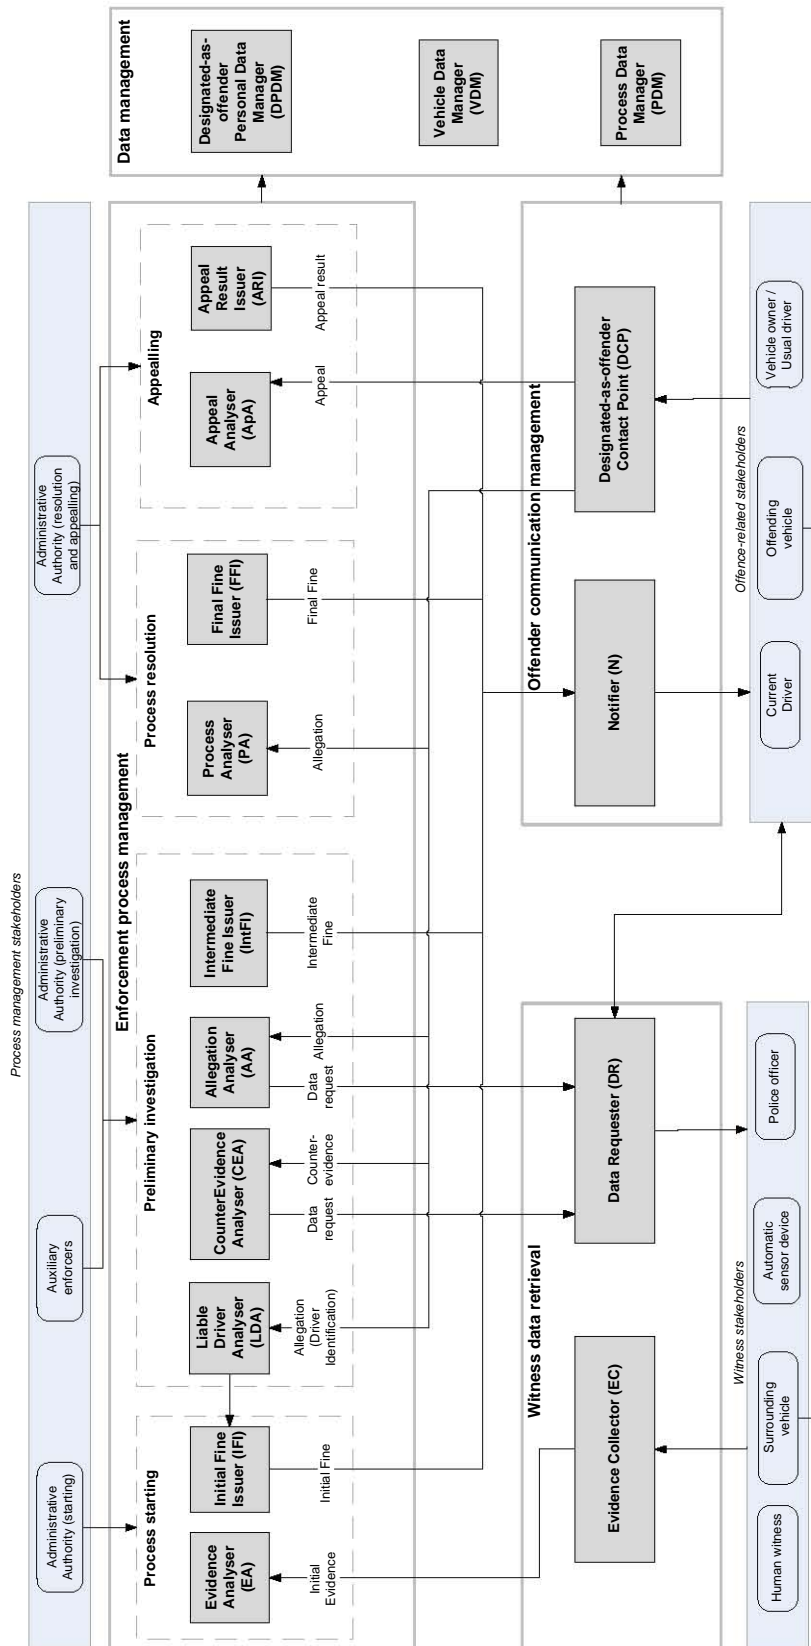 Process management stakeholders
Administrative
Authority (starting)
Auxiliary
enforcers
Administrative
Authority (preliminary
investigation)
Administrative
Authority (resolution
and appealling)
Enforcement process management
Process starting
Evidence
Analyser
(EA)
Initial Fine
Issuer (IFI)
Initial
Evidence
Initial Fine
Preliminary investigation
Liable
Driver
Analyser
(LDA)
CounterEvidence
Analyser (CEA)
Allegation
Analyser
(AA)
Intermediate
Fine Issuer
(IntFI)
Allegation
(Driver
Identification)
Data
request
Counter-
evidence
Data
request
Allegation
Intermediate
Fine
Process resolution
Process
Analyser
(PA)
Final Fine
Issuer (FFI)
Allegation
Final Fine
Appealling
Appeal
Analyser
(ApA)
Appeal
Result
Issuer
(ARI)
Appeal
Appeal result
Data management
Designated-as-
offender
Personal Data
Manager
(DPDM)
Vehicle Data
Manager
(VDM)
Process Data
Manager
(PDM)
Witness data retrieval
Evidence Collector (EC)
Data Requester (DR)
Offender communication management
Notifier (N)
Designated-as-offender
Contact Point (DCP)
Witness stakeholders
Human witness
Surrounding
vehicle
Automatic
sensor device
Police officer
Offence-related stakeholders
Current
Driver
Offending
vehicle
Vehicle owner /
Usual driver